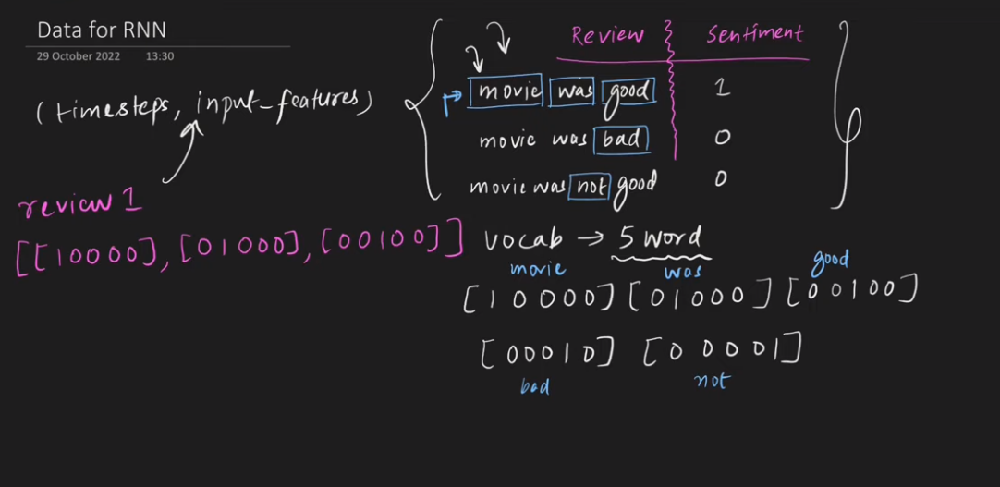 Data for RNN
29 October 2022 13:30
Review Sentiment
movie was good 1
(timesteps, input_features)
movie was bad 0
movie was not good 0
review 1
[[10000], [01000], [00100]]
vocab → 5 word
movie was good
[10000] [01000] [00100]
[00010] [00001]
bad not